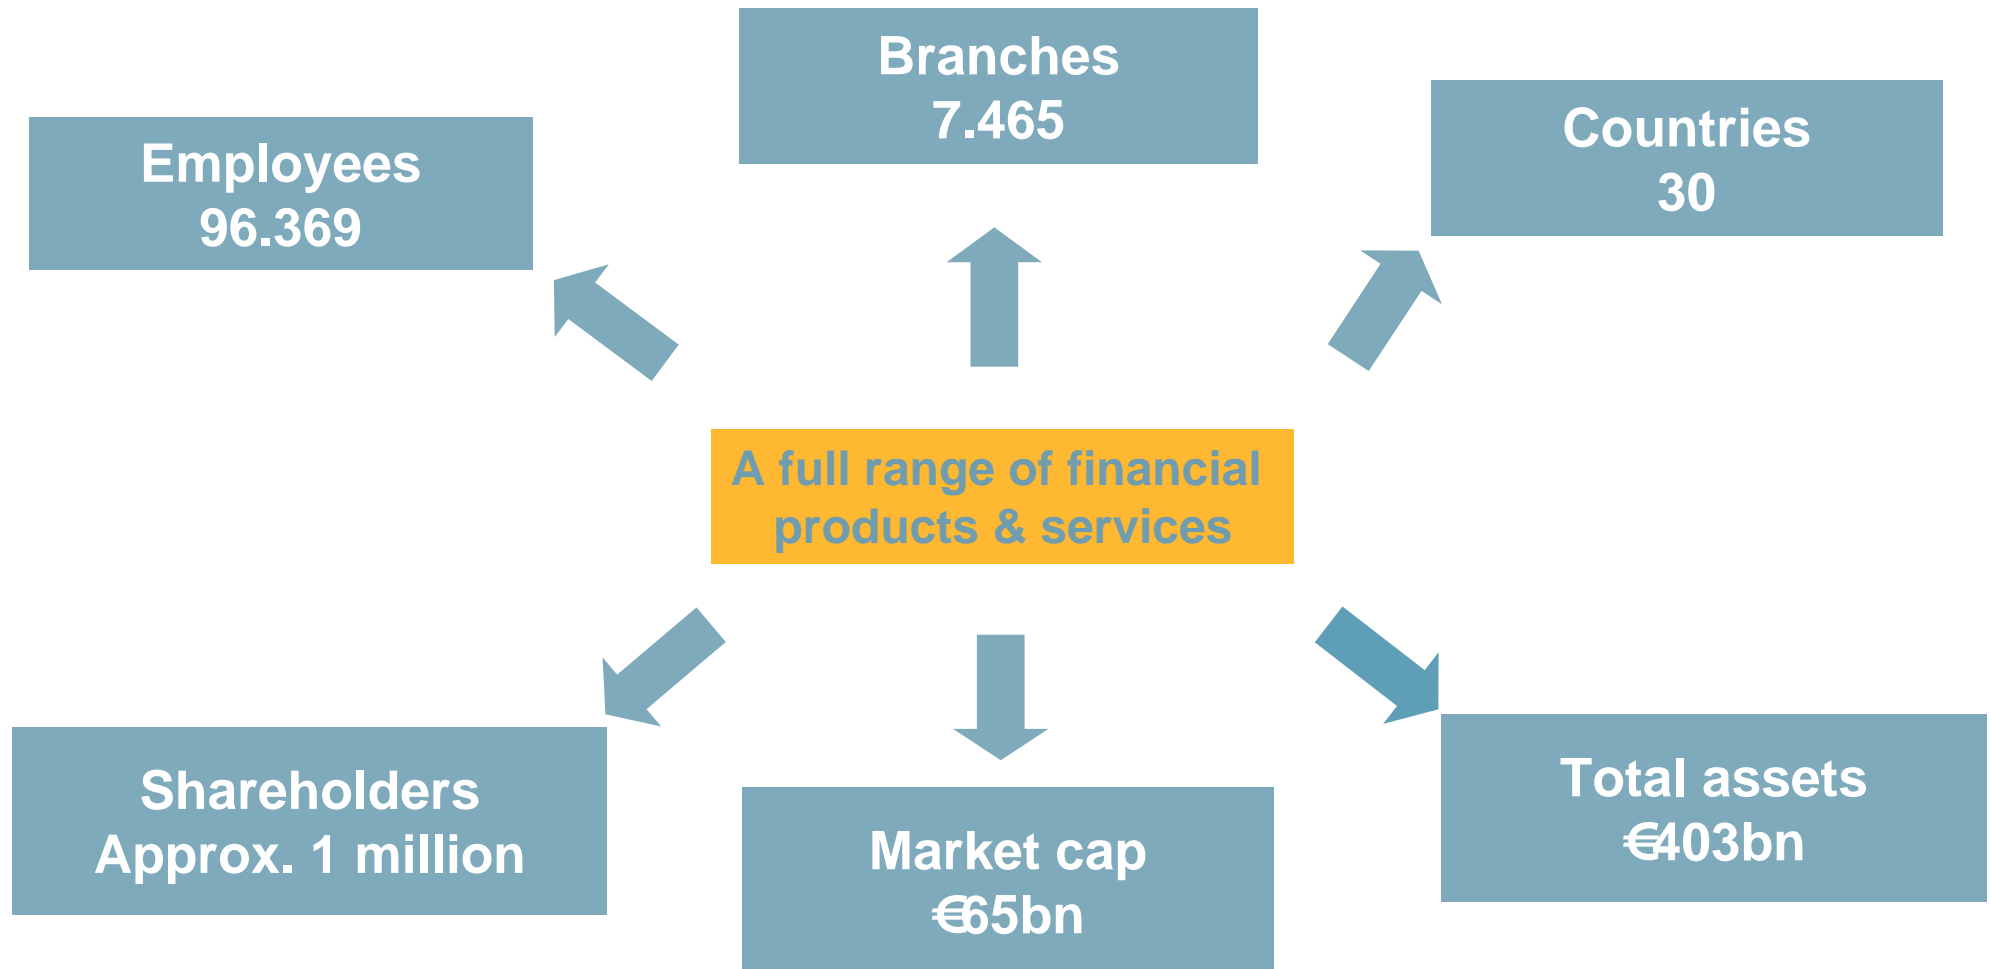 Branches
7.465
Employees
96.369
Countries
30
A full range of financial
products & services
Shareholders
Approx. 1 million
Market cap
€65bn
Total assets
€403bn